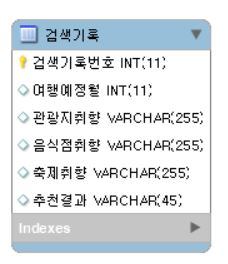 검색기록
검색기록번호 INT(11)
여행예정월 INT(11)
관광지취향 VARCHAR(255)
음식점취향 VARCHAR(255)
축제취향 VARCHAR(255)
추천결과 VARCHAR(45)
Indexes